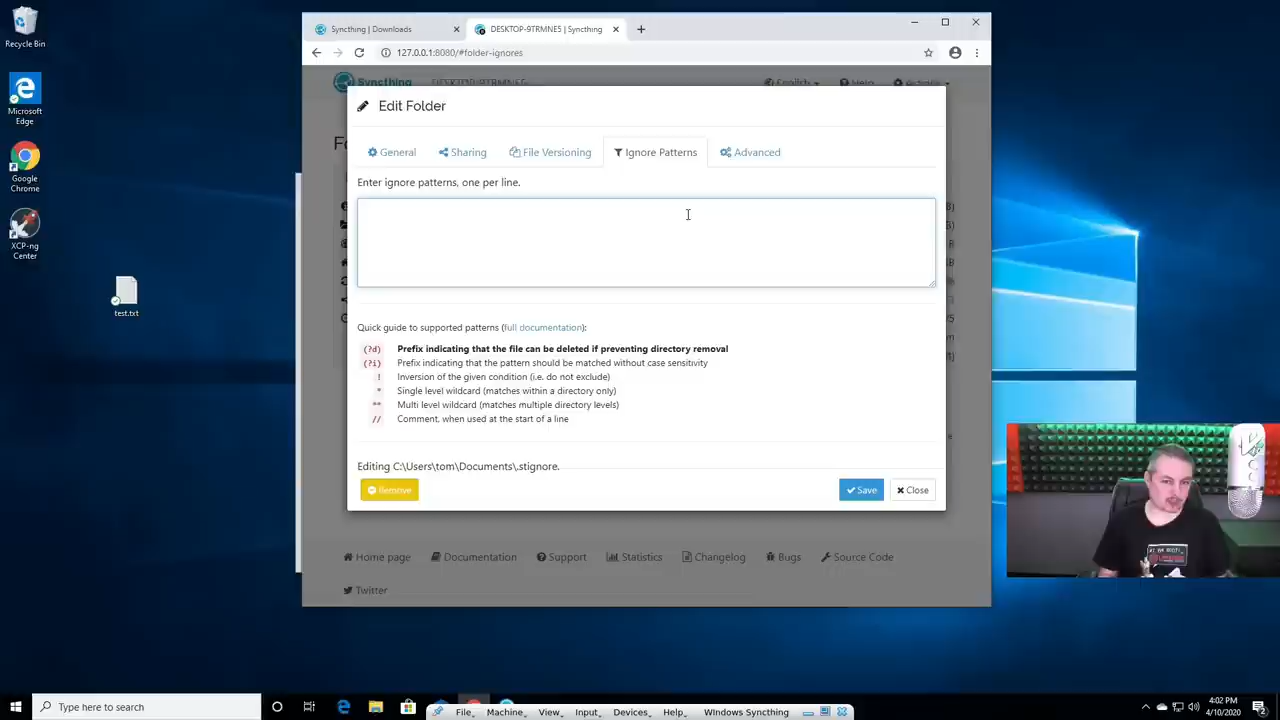 Recycle Bin
Microsoft
Edge
Google
Chrome
XCP-ng
Center
test.txt
Syncthing | Downloads
DESKTOP-9TRMNE5 | Syncthing
127.0.0.1:8080/#folder-ignores
Syncthing
DESKTOP-9TRMNE5
English
Help
Edit Folder
General
Sharing
File Versioning
Ignore Patterns
Advanced
Enter ignore patterns, one per line.
Quick guide to supported patterns (full documentation):
(?d) Prefix indicating that the file can be deleted if preventing directory removal
(?i) Prefix indicating that the pattern should be matched without case sensitivity
! Inversion of the given condition (i.e. do not exclude)
* Single level wildcard (matches within a directory only)
** Multi level wildcard (matches multiple directory levels)
// Comment, when used at the start of a line
Editing C:\Users\tom\Documents\.stignore.
Remove
Save
Close
Home page
Documentation
Support
Statistics
Changelog
Bugs
Source Code
Twitter
Type here to search
File
Machine
View
Input
Devices
Help
Windows Syncthing
4:02 PM
4/10/2020